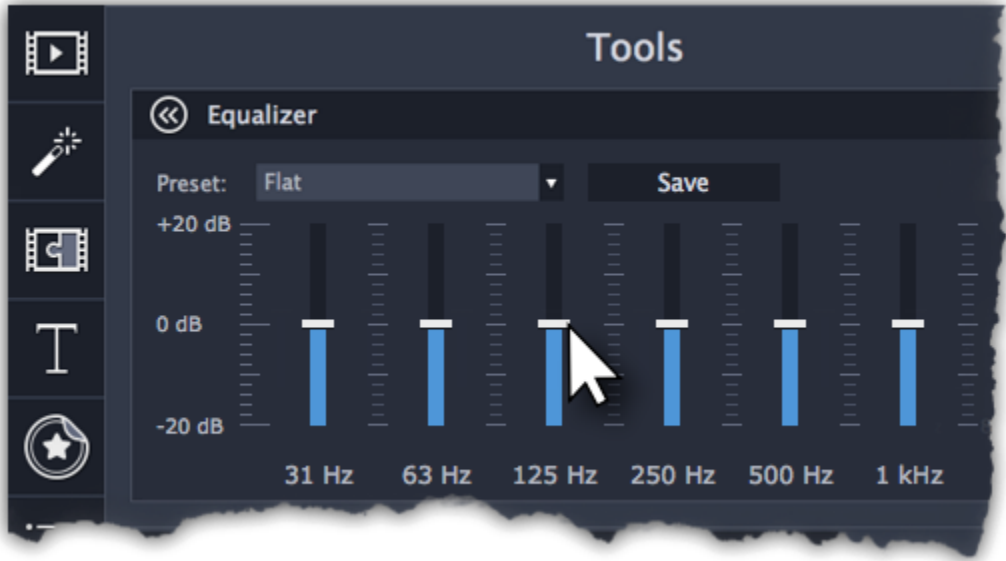 Tools
Equalizer
Preset: Flat Save
+20 dB
0 dB
-20 dB
31 Hz 63 Hz 125 Hz 250 Hz 500 Hz 1 kHz